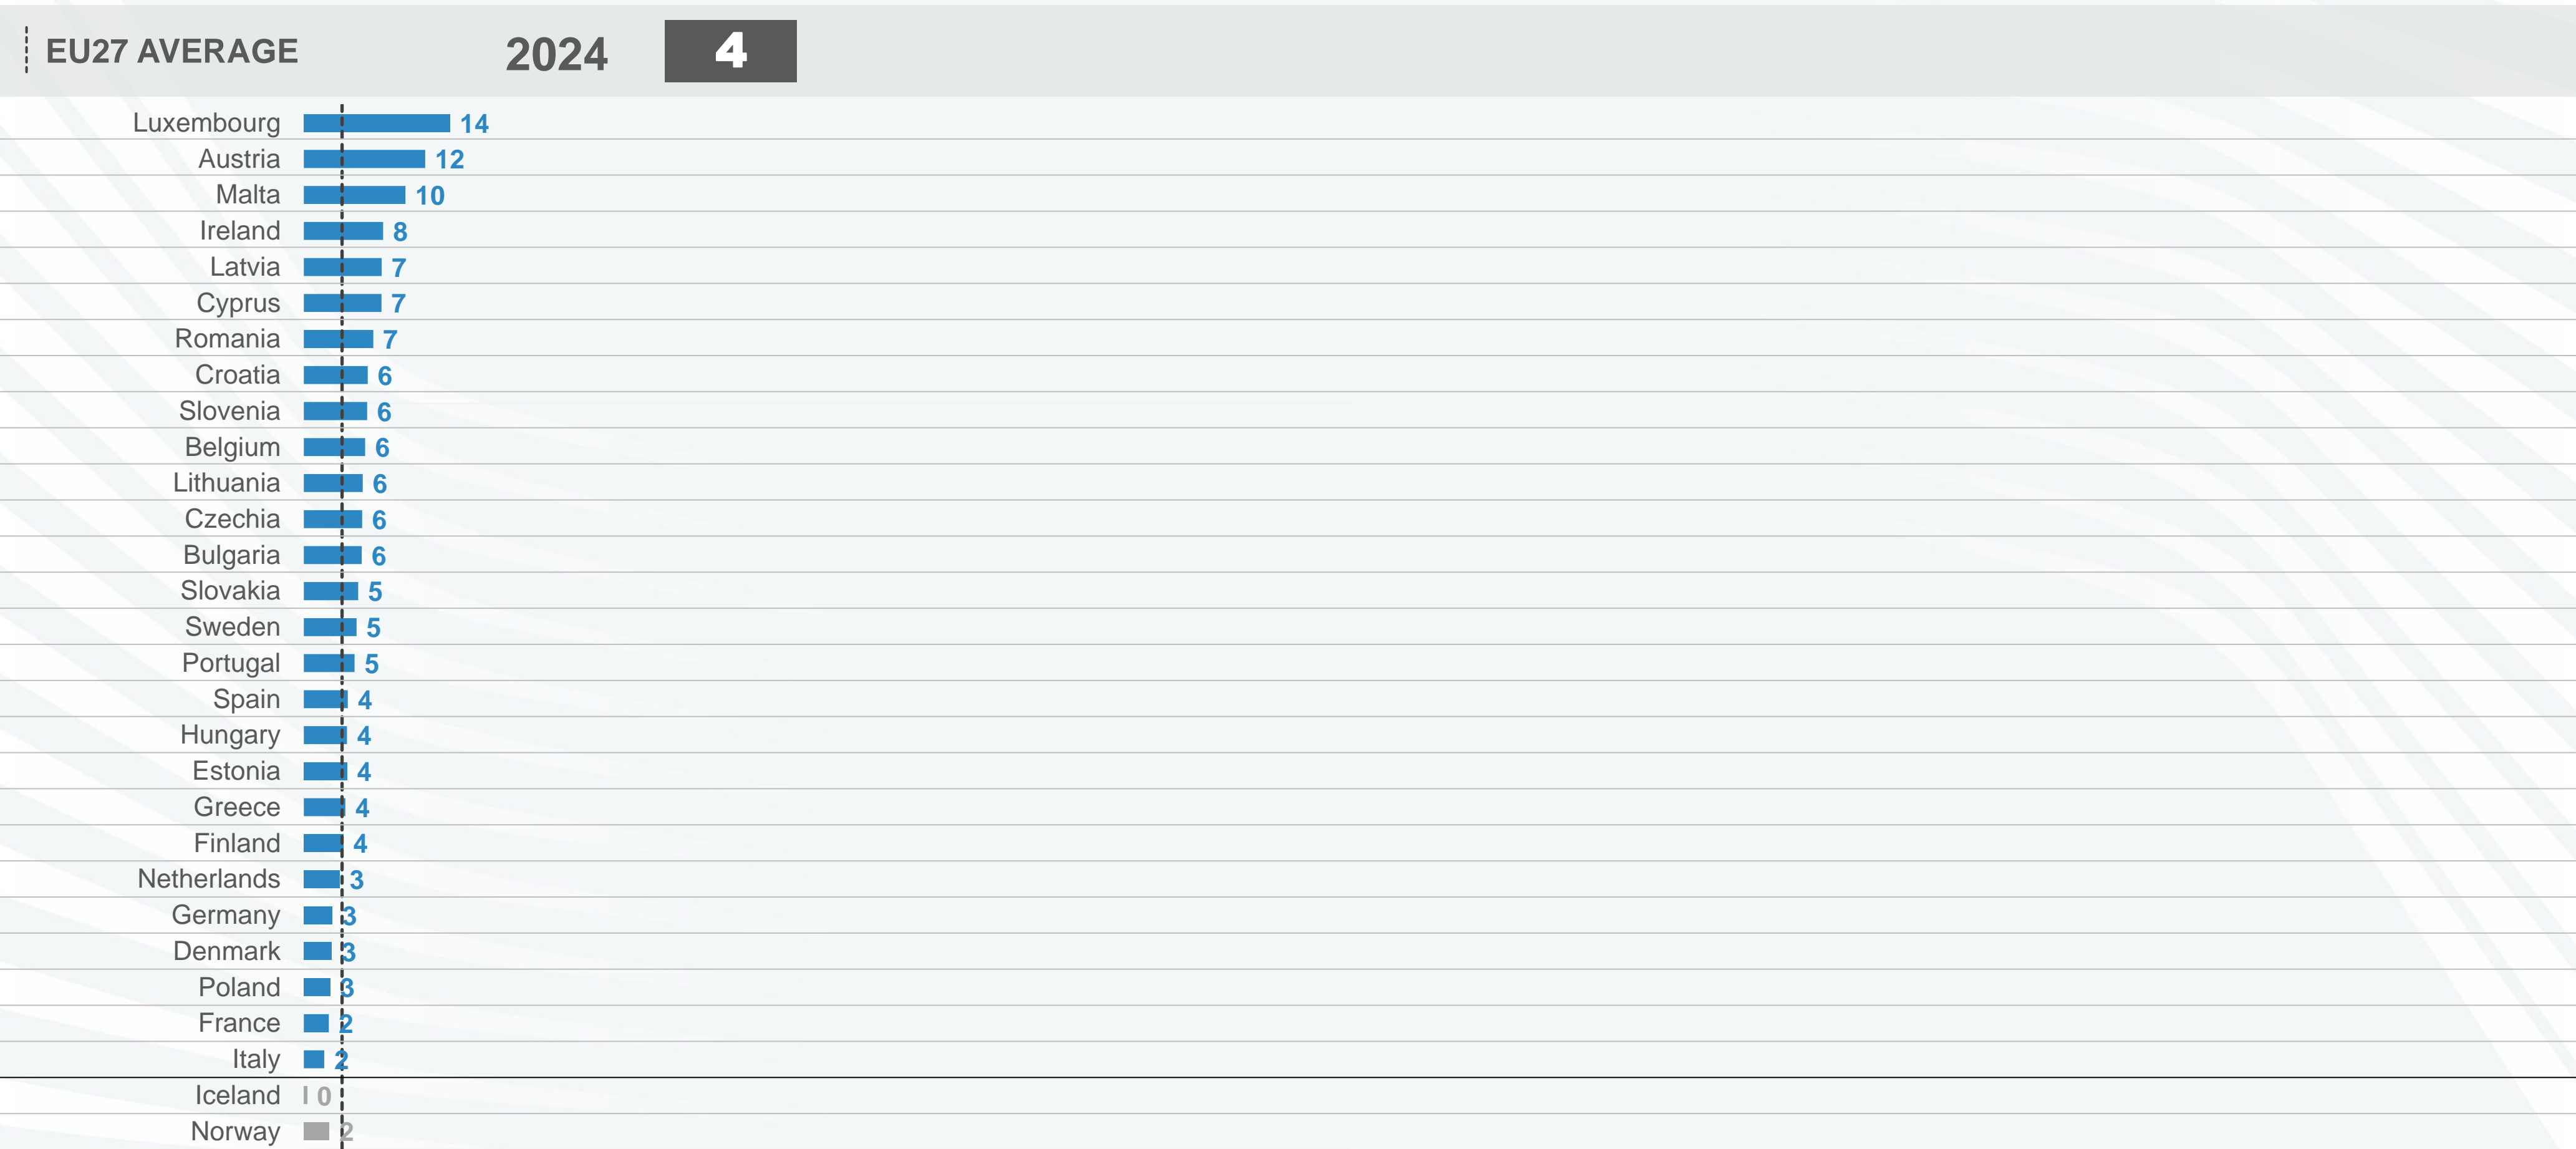 EU27 AVERAGE 2024 4
Luxembourg 14
Austria 12
Malta 10
Ireland 8
Latvia 7
Cyprus 7
Romania 7
Croatia 6
Slovenia 6
Belgium 6
Lithuania 6
Czechia 6
Bulgaria 6
Slovakia 5
Sweden 5
Portugal 5
Spain 4
Hungary 4
Estonia 4
Greece 4
Finland 4
Netherlands 3
Germany 3
Denmark 3
Poland 3
France 2
Italy 2
Iceland 0
Norway 2